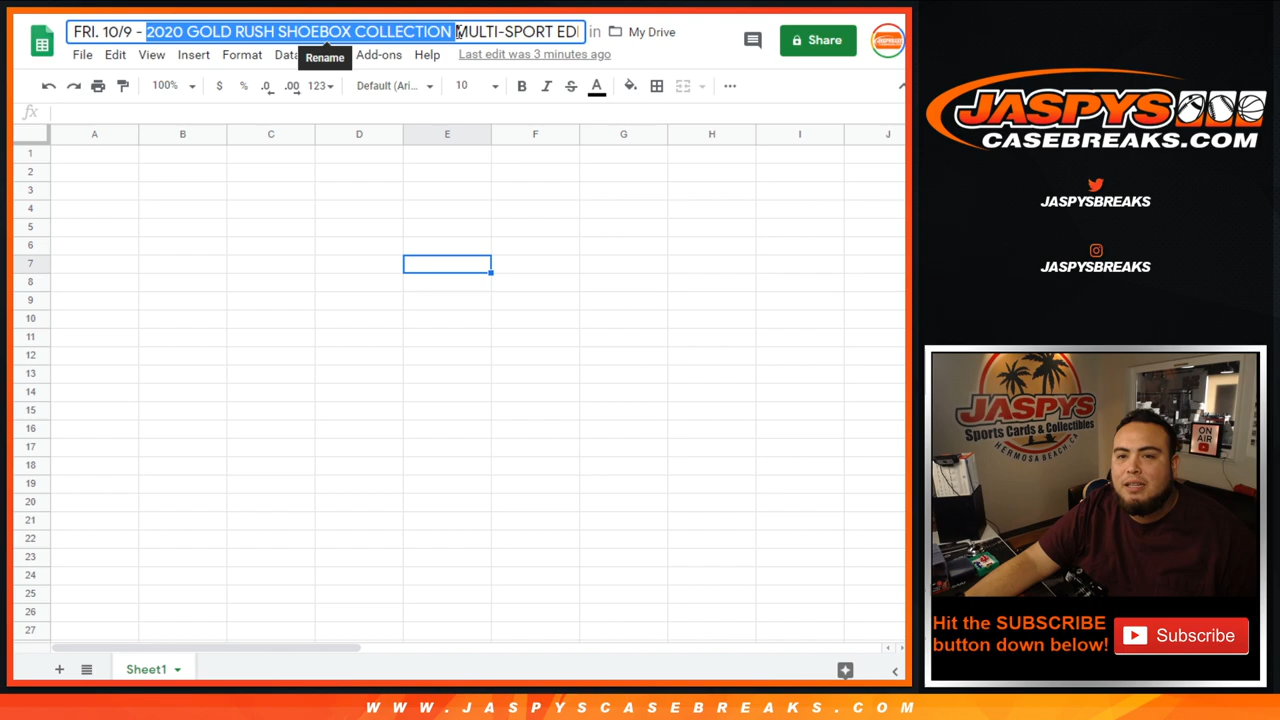 FRI. 10/9 - 2020 GOLD RUSH SHOEBOX COLLECTION MULTI-SPORT EDI in My Drive
Share
File Edit View Insert Format Data Add-ons Help Last edit was 3 minutes ago
Rename
100% $ % .0 .00 123 Default (Ari... 10 B I S A
fx
A B C D E F G H I J
1
2
3
4
5
6
7
8
9
10
11
12
13
14
15
16
17
18
19
20
21
22
23
24
25
26
27
+ Sheet1
JASPYS
CASEBREAKS.COM
JASPYSBREAKS
JASPYSBREAKS
JASPYS
Sports Cards & Collectibles
HERMOSA BEACH, CA
ON
AIR
Hit the SUBSCRIBE
button down below!
Subscribe
WWW.JASPYSCASEBREAKS.COM